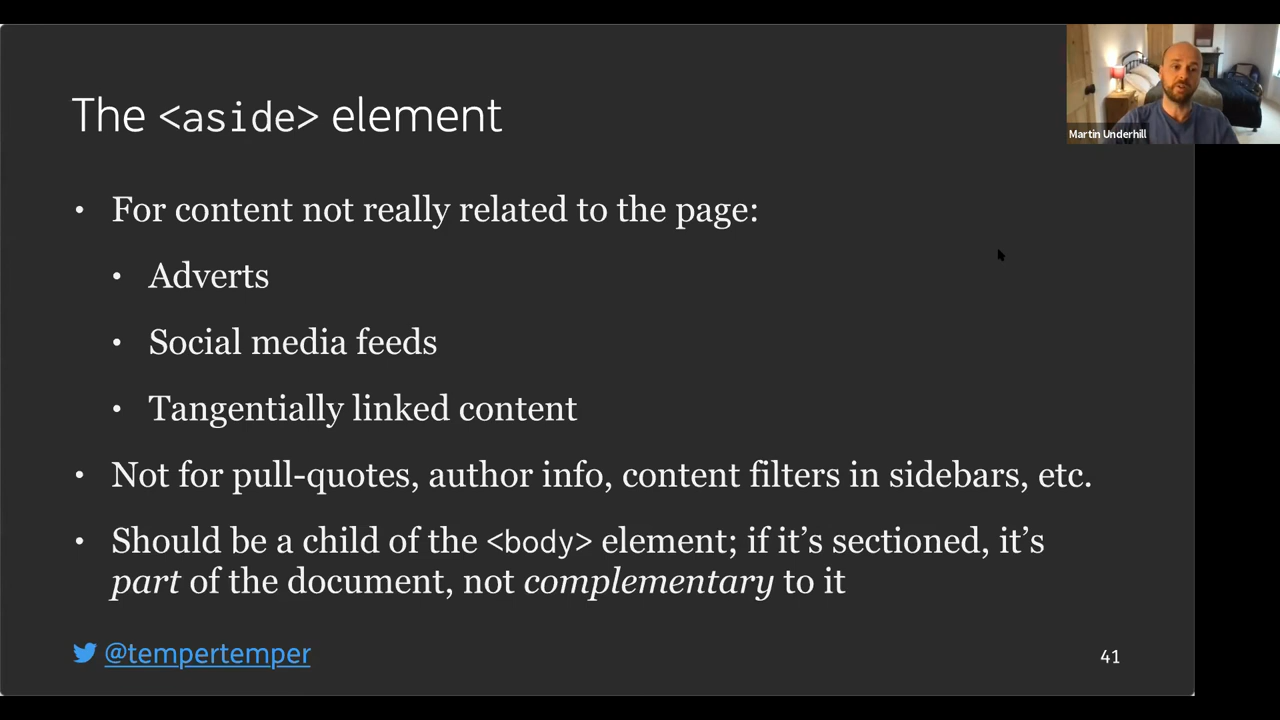 The <aside> element
Martin Underhill
• For content not really related to the page:
• Adverts
• Social media feeds
• Tangentially linked content
• Not for pull-quotes, author info, content filters in sidebars, etc.
• Should be a child of the <body> element; if it’s sectioned, it’s
part of the document, not complementary to it
@tempertemper
41